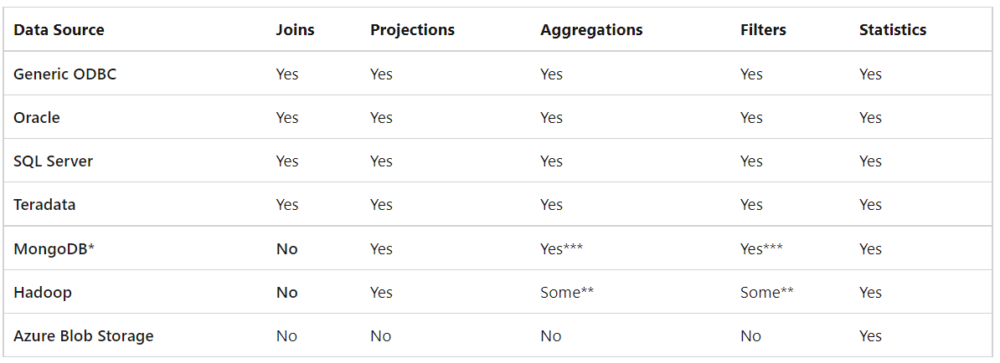 Data Source Joins Projections Aggregations Filters Statistics
Generic ODBC Yes Yes Yes Yes Yes
Oracle Yes Yes Yes Yes Yes
SQL Server Yes Yes Yes Yes Yes
Teradata Yes Yes Yes Yes Yes
MongoDB* No Yes Yes*** Yes*** Yes
Hadoop No Yes Some** Some** Yes
Azure Blob Storage No No No No Yes